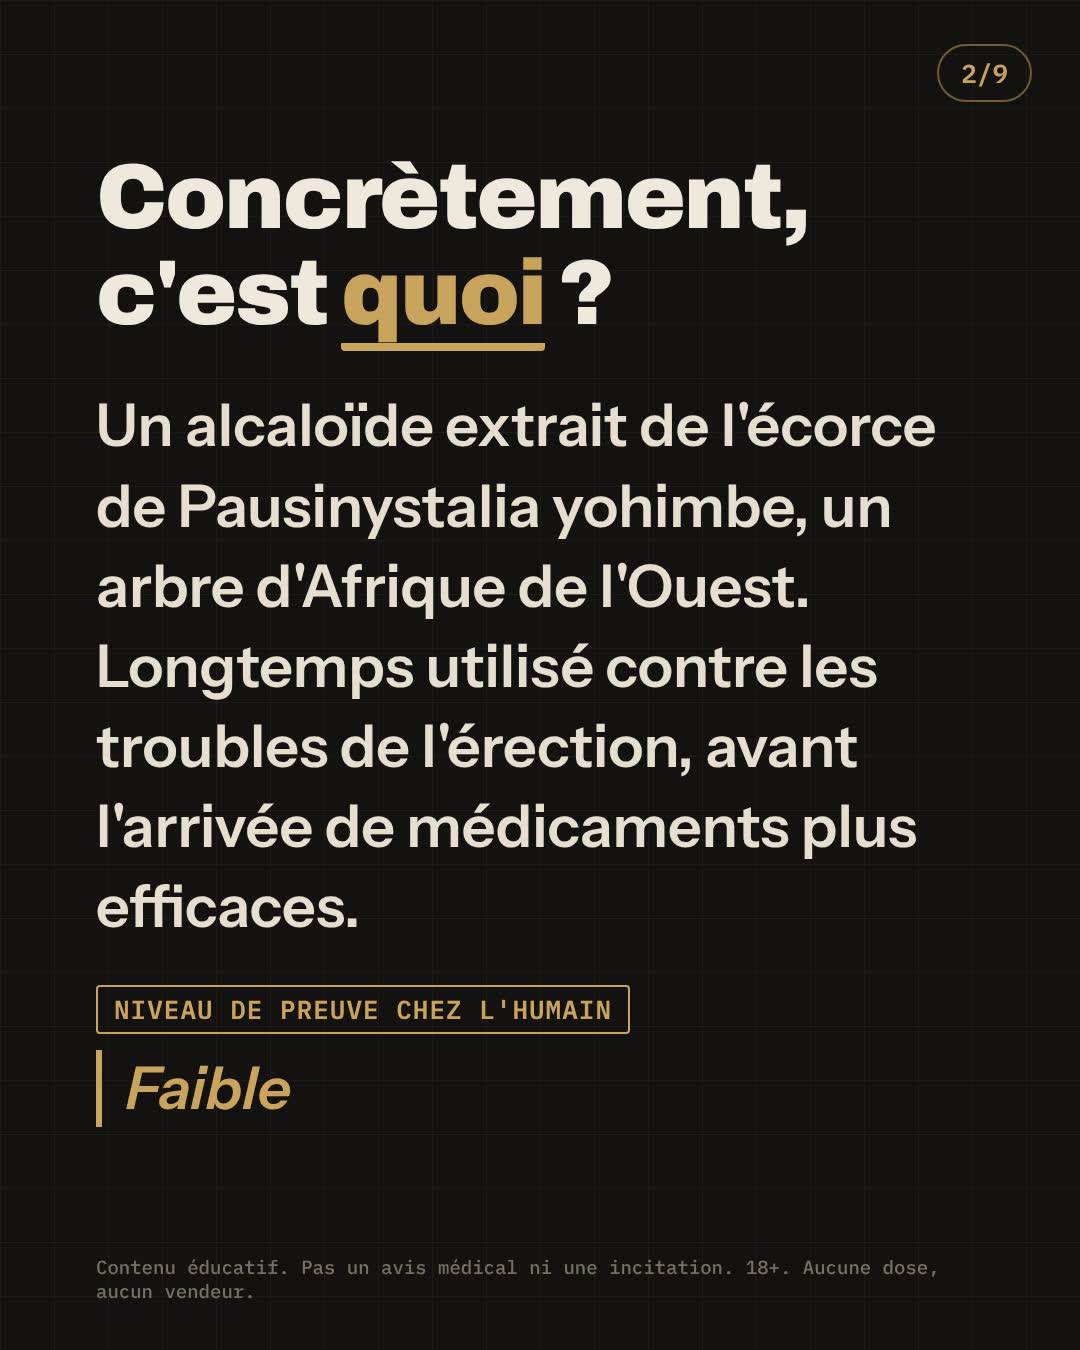 2/9
Concrètement,
c'est quoi ?
Un alcaloïde extrait de l'écorce
de Pausinystalia yohimbe, un
arbre d'Afrique de l'Ouest.
Longtemps utilisé contre les
troubles de l'érection, avant
l'arrivée de médicaments plus
efficaces.
NIVEAU DE PREUVE CHEZ L'HUMAIN
Faible
Contenu éducatif. Pas un avis médical ni une incitation. 18+. Aucune dose,
aucun vendeur.